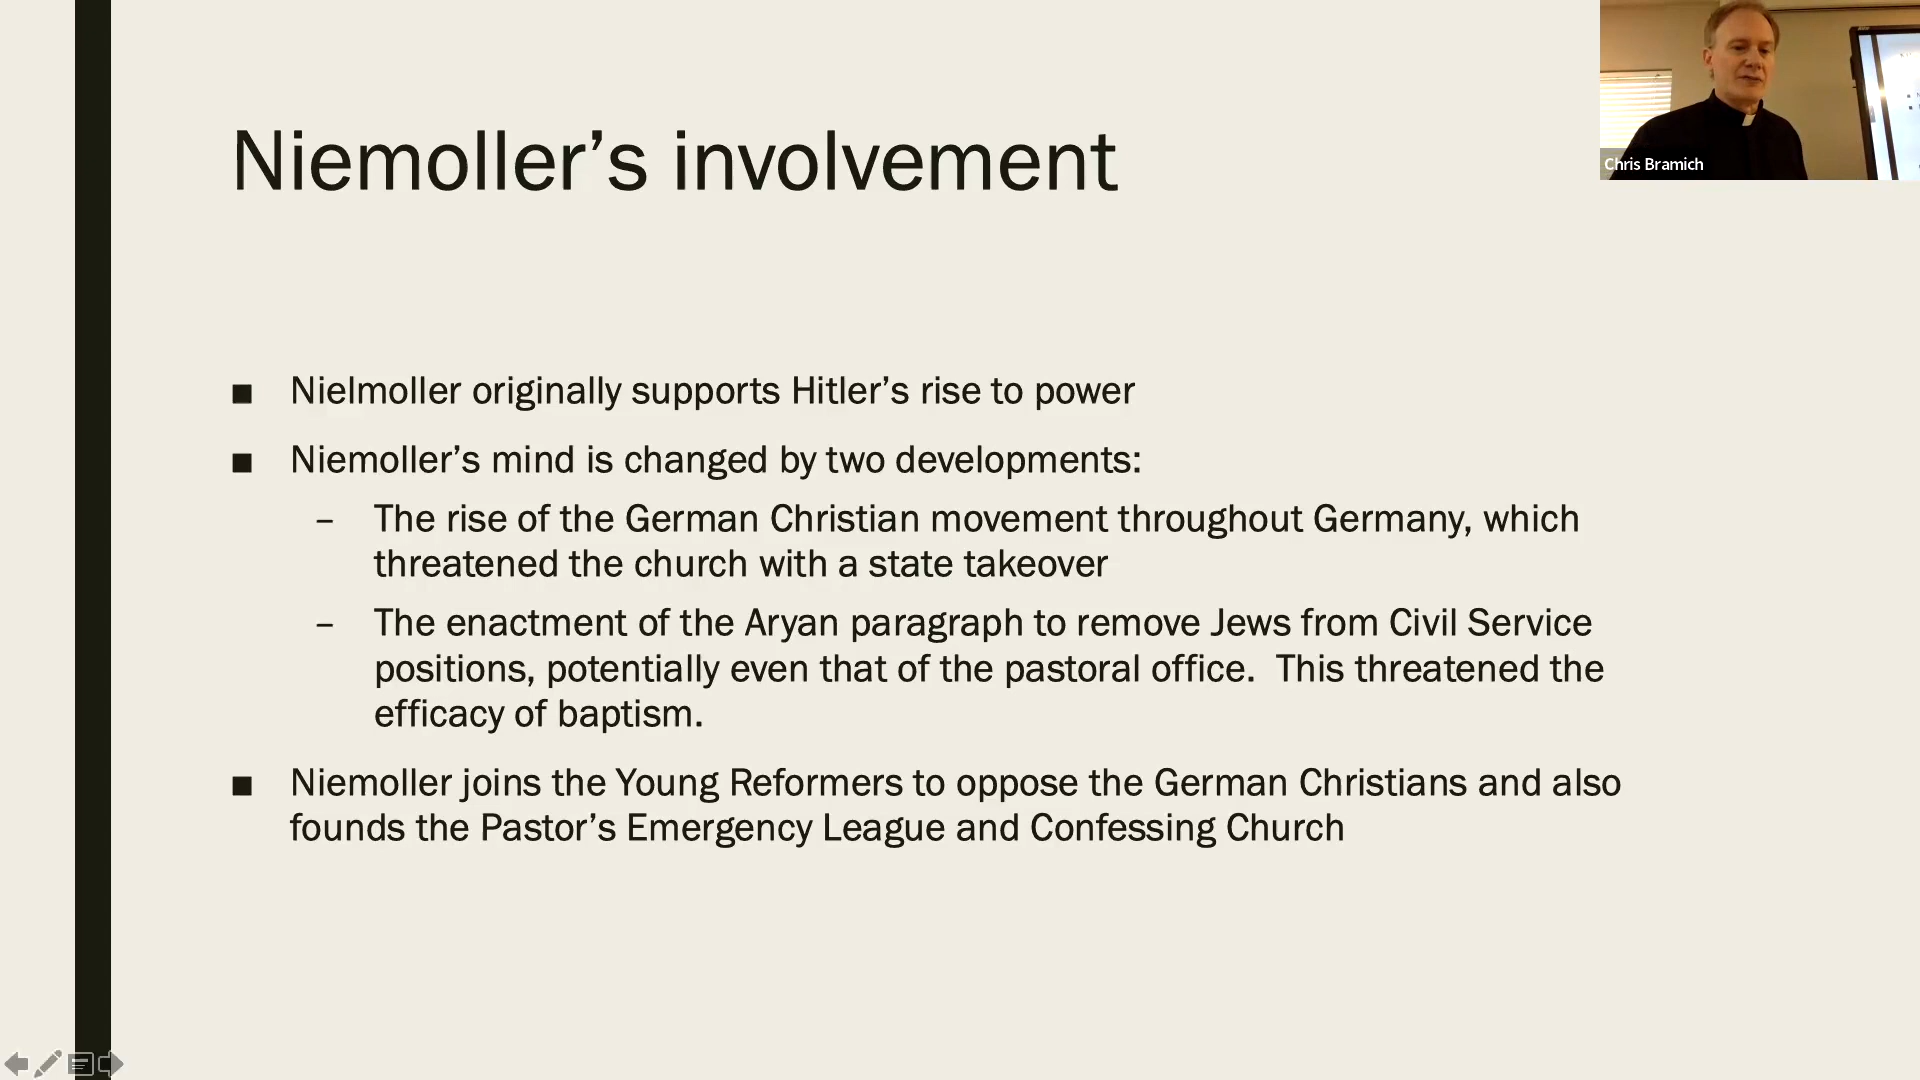 Niemoller’s involvement
Chris Bramich
■ Nielmoller originally supports Hitler’s rise to power
■ Niemoller’s mind is changed by two developments:
– The rise of the German Christian movement throughout Germany, which
threatened the church with a state takeover
– The enactment of the Aryan paragraph to remove Jews from Civil Service
positions, potentially even that of the pastoral office.  This threatened the
efficacy of baptism.
■ Niemoller joins the Young Reformers to oppose the German Christians and also
founds the Pastor’s Emergency League and Confessing Church